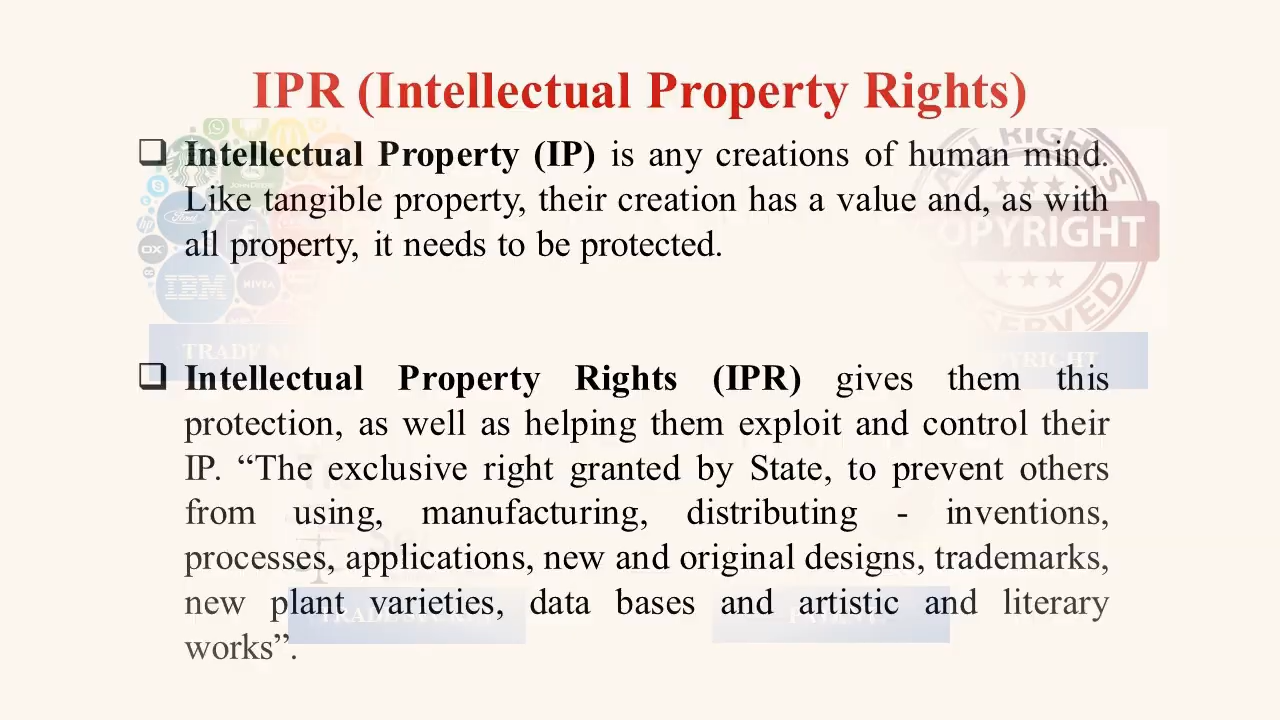 IPR (Intellectual Property Rights)
Intellectual Property (IP) is any creations of human mind.
Like tangible property, their creation has a value and, as with
all property, it needs to be protected.
Intellectual Property Rights (IPR) gives them this
protection, as well as helping them exploit and control their
IP. “The exclusive right granted by State, to prevent others
from using, manufacturing, distributing - inventions,
processes, applications, new and original designs, trademarks,
new plant varieties, data bases and artistic and literary
works”.
IBM
NIVEA